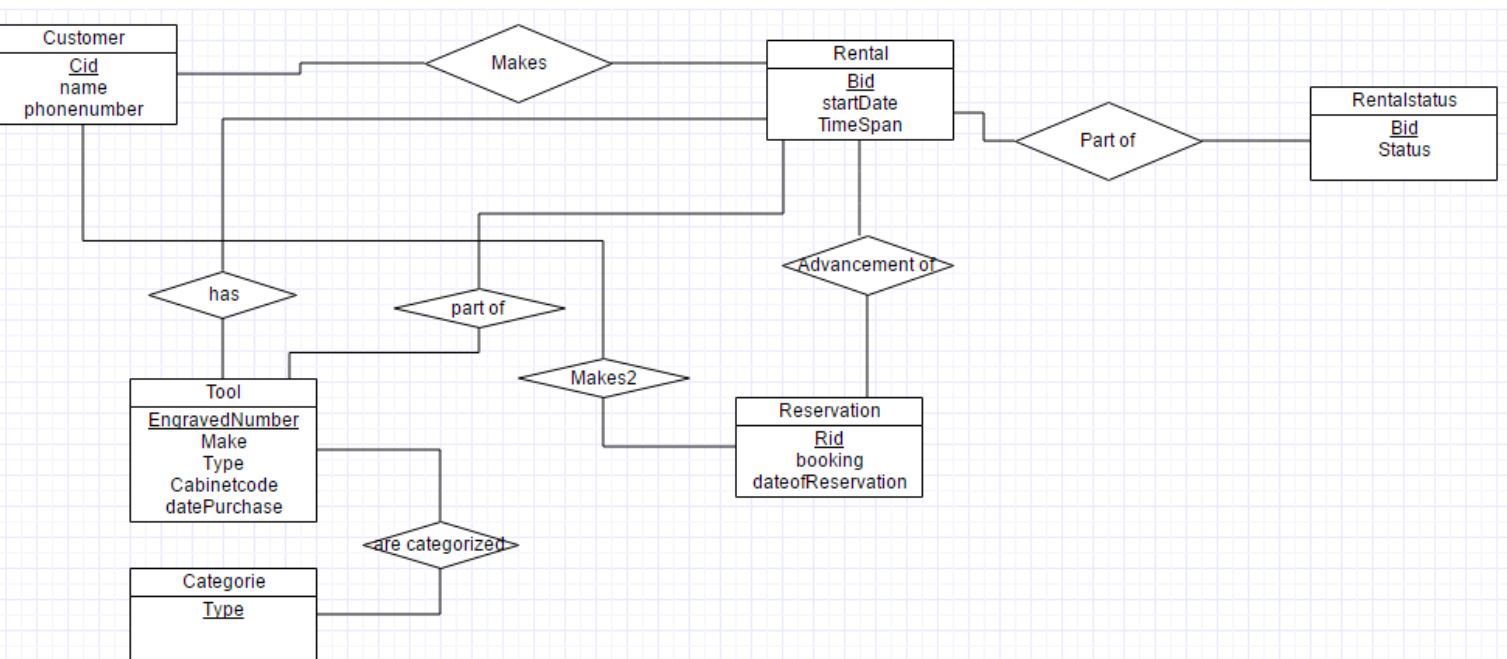 Customer
Cid
name
phonenumber
Makes
Rental
Bid
startDate
TimeSpan
Part of
Rentalstatus
Bid
Status
has
part of
Advancement of
Makes2
Tool
EngravedNumber
Make
Type
Cabinetcode
datePurchase
Reservation
Rid
booking
dateofReservation
are categorized
Categorie
Type